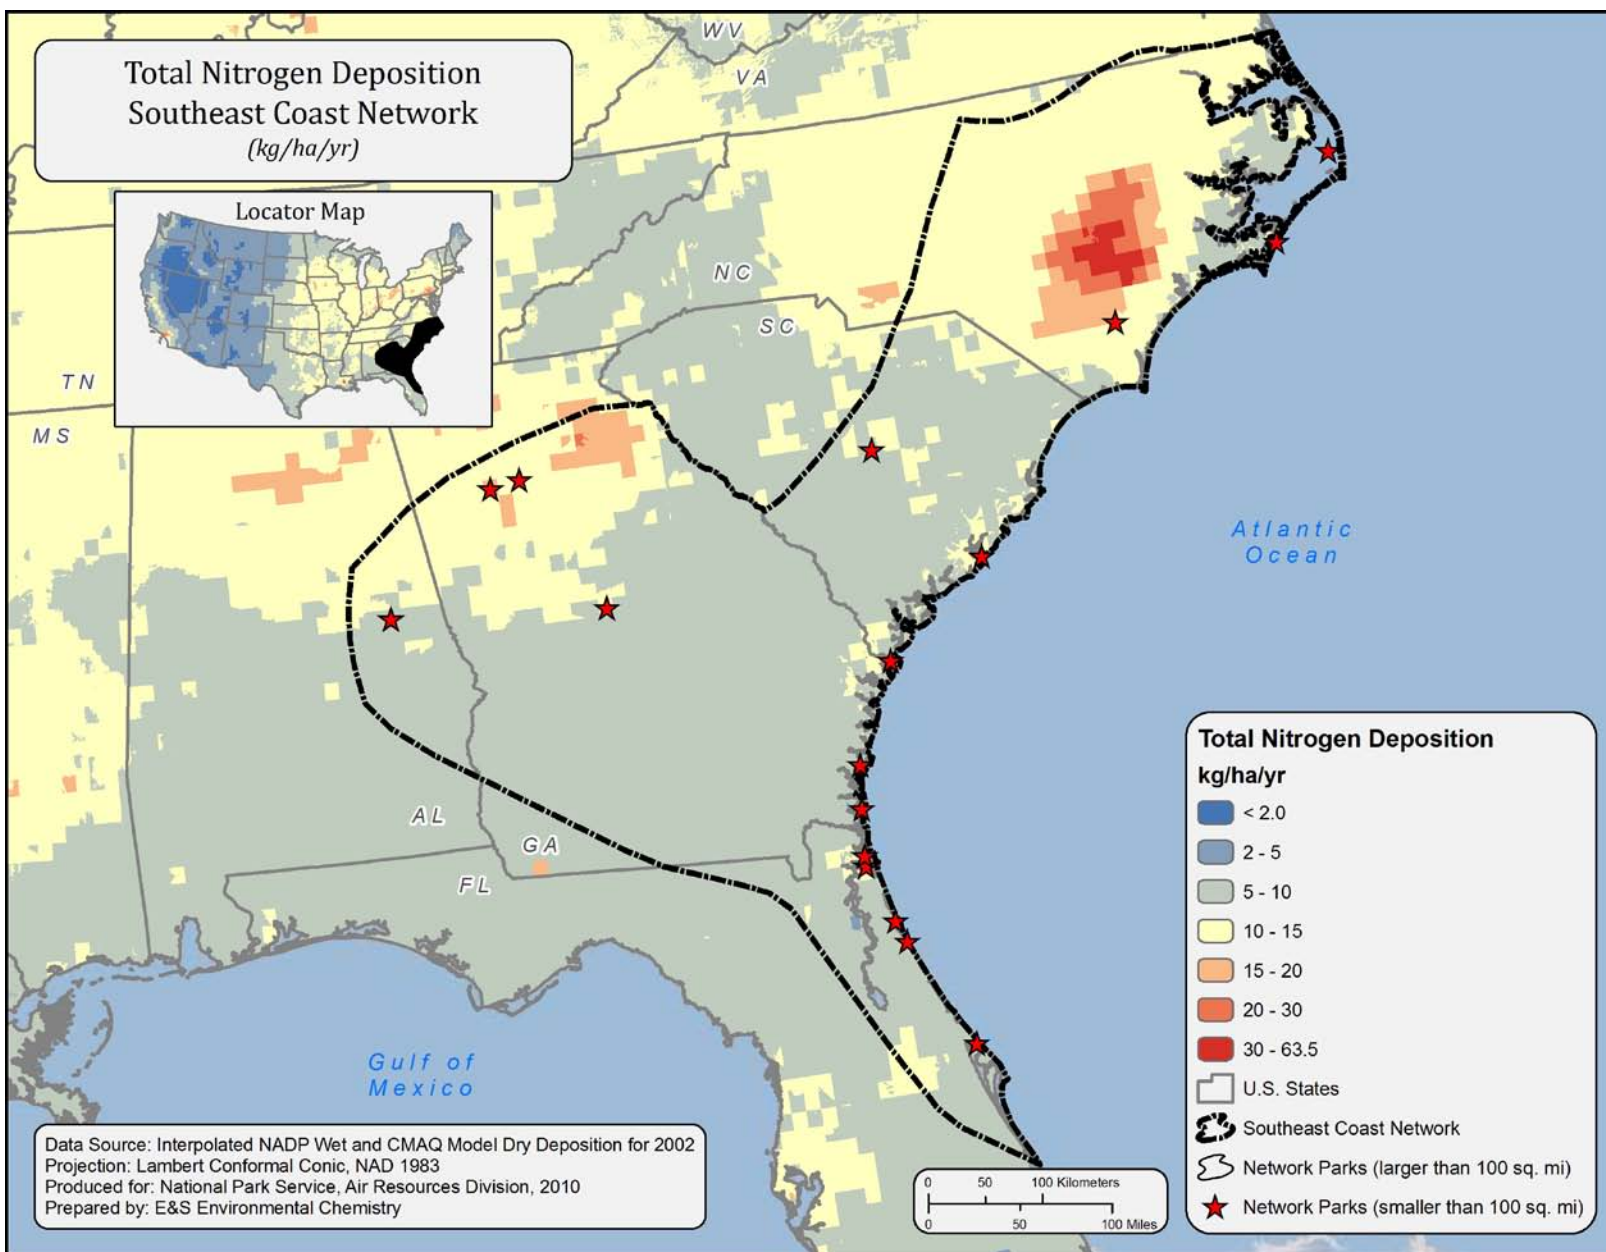 Total Nitrogen Deposition
Southeast Coast Network
(kg/ha/yr)
Locator Map
WV
VA
NC
SC
TN
MS
AL
GA
FL
Atlantic
Ocean
Gulf of
Mexico
Total Nitrogen Deposition
kg/ha/yr
< 2.0
2 - 5
5 - 10
10 - 15
15 - 20
20 - 30
30 - 63.5
U.S. States
Southeast Coast Network
Network Parks (larger than 100 sq. mi)
Network Parks (smaller than 100 sq. mi)
Data Source: Interpolated NADP Wet and CMAQ Model Dry Deposition for 2002
Projection: Lambert Conformal Conic, NAD 1983
Produced for: National Park Service, Air Resources Division, 2010
Prepared by: E&S Environmental Chemistry
0 50 100 Kilometers
0 50 100 Miles